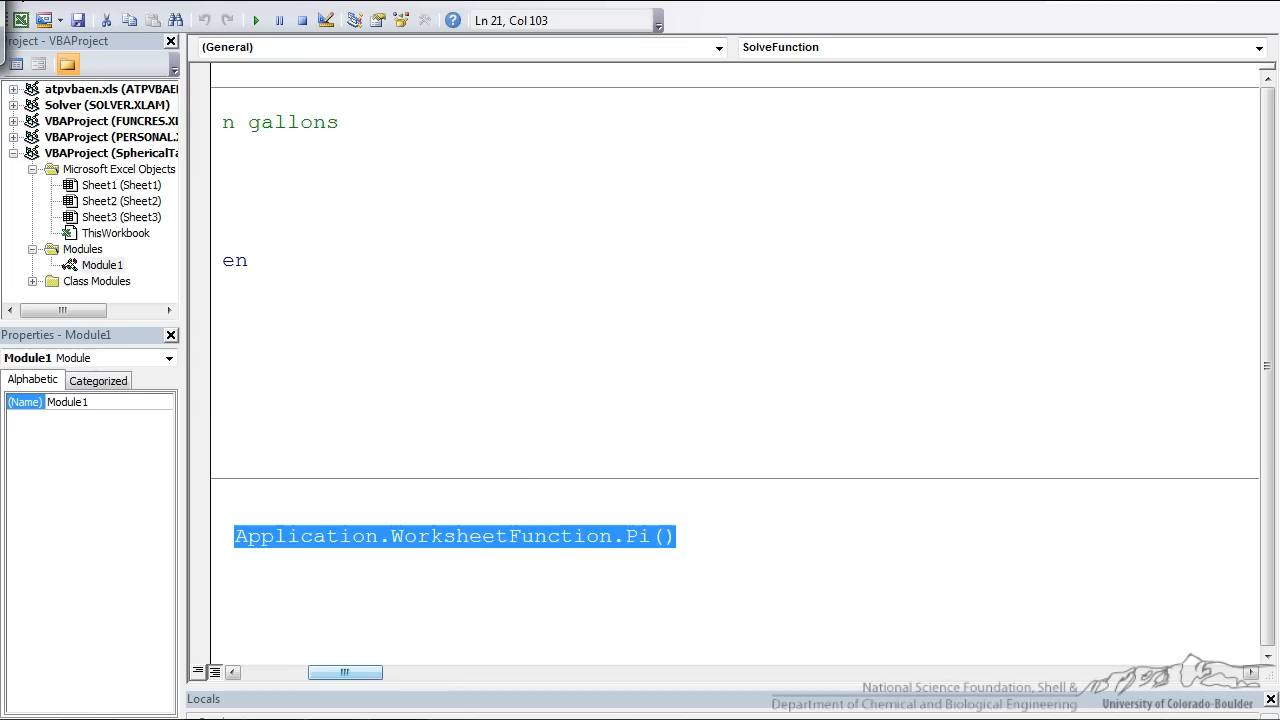 Ln 21, Col 103
roject - VBAProject
(General)
SolveFunction
atpvbaen.xls (ATPVBAEN
Solver (SOLVER.XLAM)
VBAProject (FUNCRES.XL
VBAProject (PERSONAL.X
VBAProject (SphericalTa
Microsoft Excel Objects
Sheet1 (Sheet1)
Sheet2 (Sheet2)
Sheet3 (Sheet3)
ThisWorkbook
Modules
Module1
Class Modules
Properties - Module1
Module1 Module
Alphabetic
Categorized
(Name) Module1
n gallons
en
Application.WorksheetFunction.Pi()
Locals
National Science Foundation, Shell &
Department of Chemical and Biological Engineering
University of Colorado-Boulder